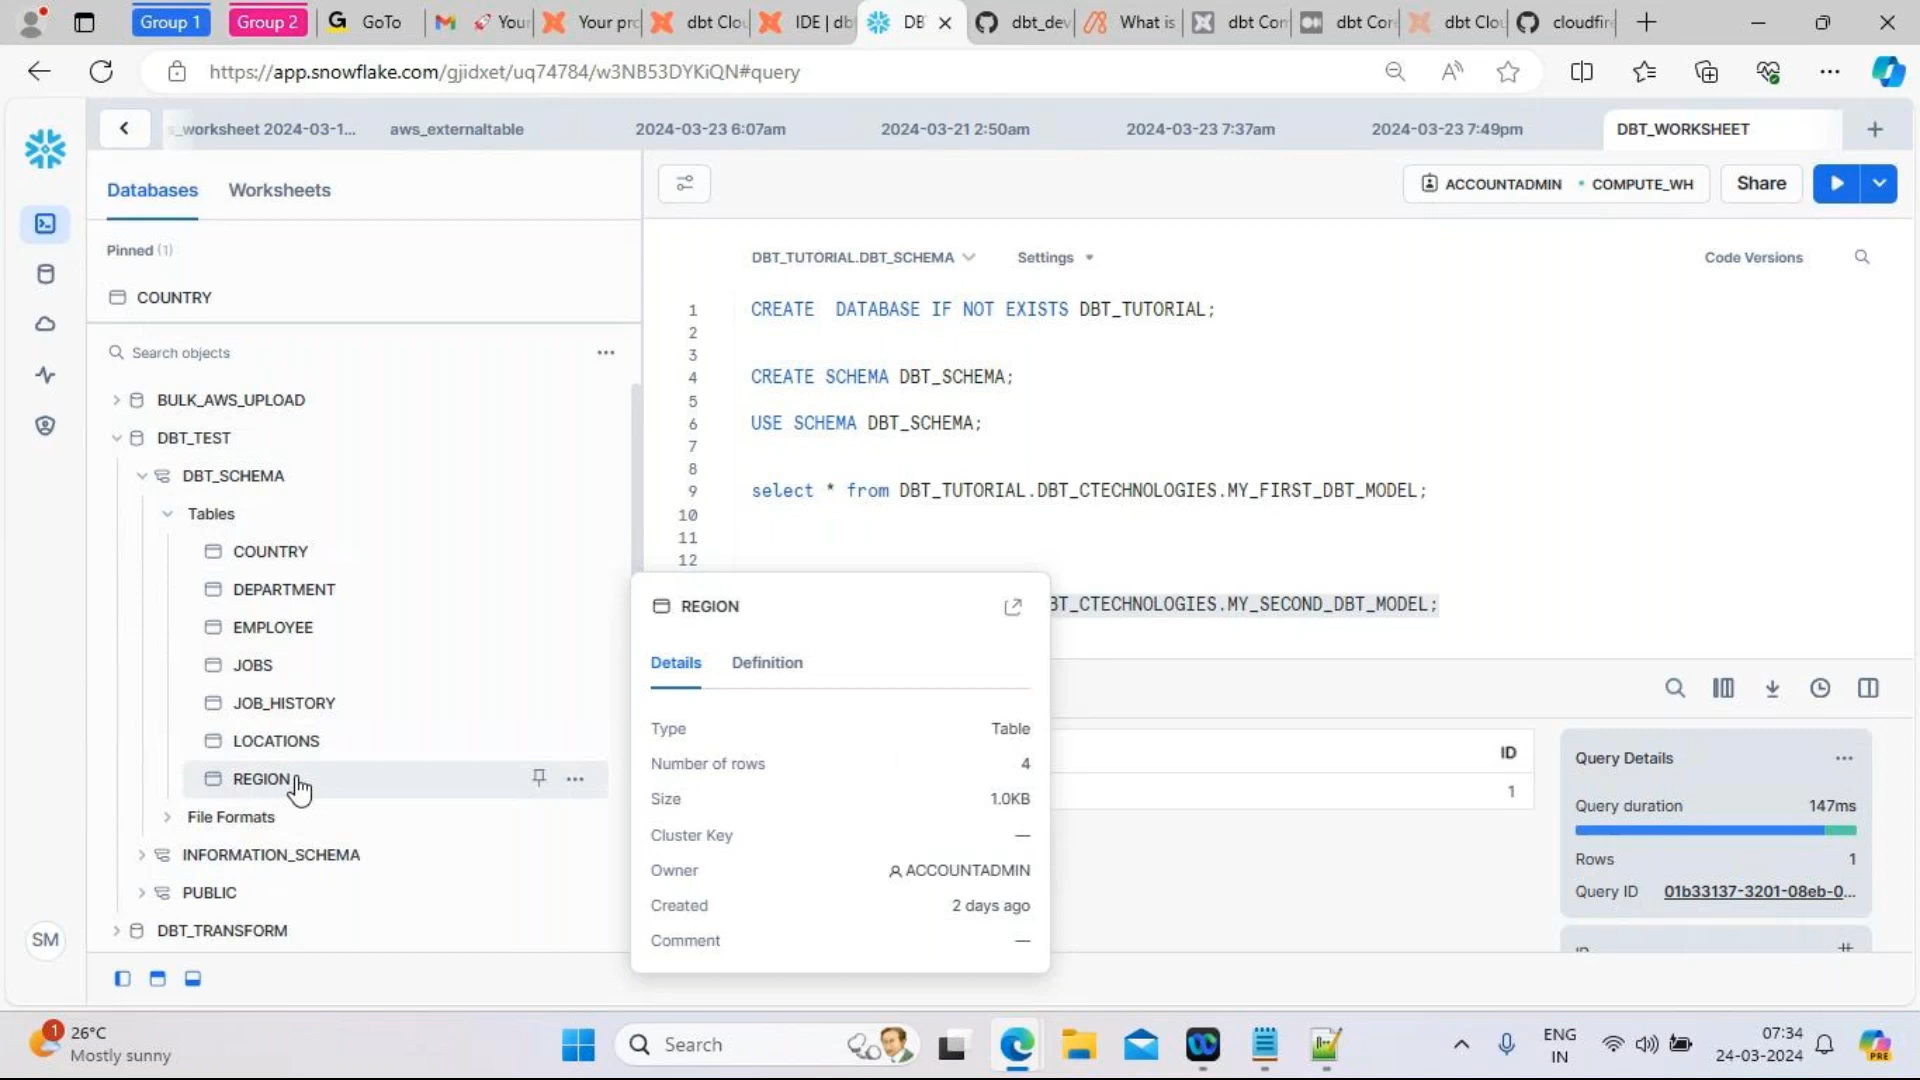 Group 1
Group 2
GoTo
You
Your pr
dbt Clo
IDE | db
DB
dbt_dev
What is
dbt Con
dbt Cor
dbt Clou
cloudfire
https://app.snowflake.com/gjidxet/uq74784/w3NB53DYKiQN#query
s_worksheet 2024-03-1...
aws_externaltable
2024-03-23 6:07am
2024-03-21 2:50am
2024-03-23 7:37am
2024-03-23 7:49pm
DBT_WORKSHEET
Databases
Worksheets
ACCOUNTADMIN
COMPUTE_WH
Share
Pinned (1)
COUNTRY
Search objects
BULK_AWS_UPLOAD
DBT_TEST
DBT_SCHEMA
Tables
COUNTRY
DEPARTMENT
EMPLOYEE
JOBS
JOB_HISTORY
LOCATIONS
REGION
File Formats
INFORMATION_SCHEMA
PUBLIC
DBT_TRANSFORM
SM
DBT_TUTORIAL.DBT_SCHEMA
Settings
Code Versions
1 CREATE DATABASE IF NOT EXISTS DBT_TUTORIAL;
2
3
4 CREATE SCHEMA DBT_SCHEMA;
5
6 USE SCHEMA DBT_SCHEMA;
7
8
9 select * from DBT_TUTORIAL.DBT_CTECHNOLOGIES.MY_FIRST_DBT_MODEL;
10
11
12
BT_CTECHNOLOGIES.MY_SECOND_DBT_MODEL;
REGION
Details
Definition
Type Table
Number of rows 4
Size 1.0KB
Cluster Key —
Owner ACCOUNTADMIN
Created 2 days ago
Comment —
ID
1
Query Details
Query duration 147ms
Rows 1
Query ID 01b33137-3201-08eb-0...
1
26°C
Mostly sunny
Search
ENG
IN
07:34
24-03-2024
PRE